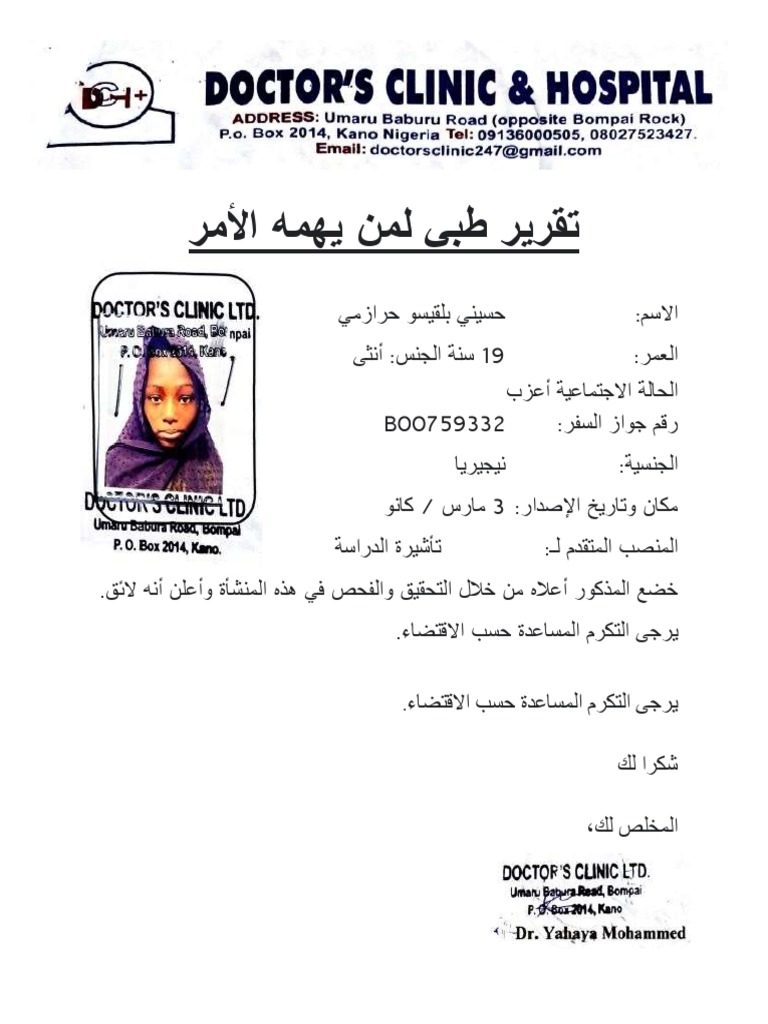 DCH+
DOCTOR'S CLINIC & HOSPITAL
ADDRESS: Umaru Baburu Road (opposite Bompai Rock)
P.o. Box 2014, Kano Nigeria Tel: 09136000505, 08027523427.
Email: doctorsclinic247@gmail.com
تقرير طبى لمن يهمه الأمر
DOCTOR'S CLINIC LTD.
Umaru Babura Road, Bompai
P. O. Box 2014, Kano
الاسم: حسيني بلقيسو حرازمي
العمر: 19 سنة الجنس: أنثى
الحالة الاجتماعية أعزب
رقم جواز السفر: BOO759332
الجنسية: نيجيريا
مكان وتاريخ الإصدار: 3 مارس / كانو
DOCTOR'S CLINIC LTD
Umaru Babura Road, Bompai
P. O. Box 2014, Kano.
المنصب المتقدم لـ: تأشيرة الدراسة
خضع المذكور أعلاه من خلال التحقيق والفحص في هذه المنشأة وأعلن أنه لائق.
يرجى التكرم المساعدة حسب الاقتضاء.
يرجى التكرم المساعدة حسب الاقتضاء.
شكرا لك
المخلص لك،
DOCTOR'S CLINIC LTD.
Umaru Babura Road, Bompai
P. O. Box 2014, Kano
Dr. Yahaya Mohammed